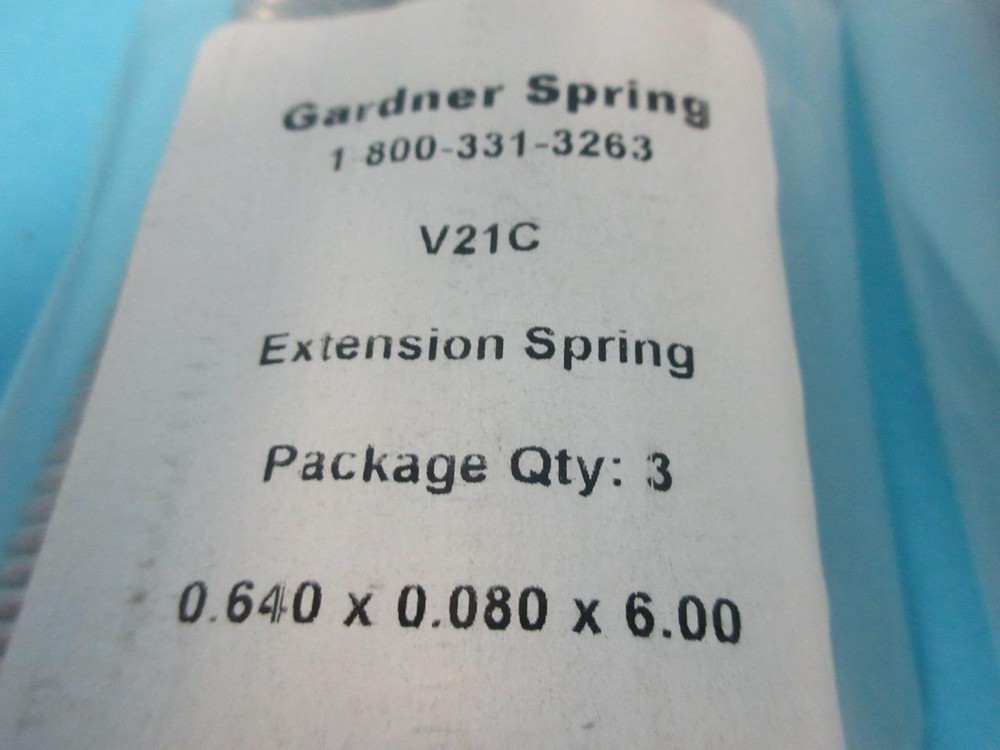 Gardner Spring
1-800-331-3263
V21C
Extension Spring
Package Qty: 3
0.640 x 0.080 x 6.00